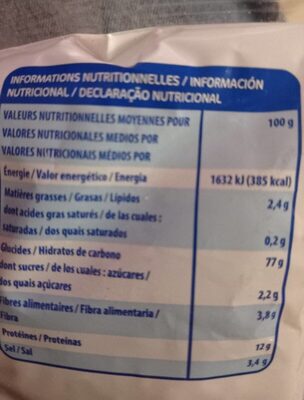 INFORMATIONS NUTRITIONNELLES / INFORMACIÓN
NUTRICIONAL / DECLARAÇÃO NUTRICIONAL
VALEURS NUTRITIONNELLES MOYENNES POUR 100 g
VALORES NUTRICIONALES MEDIOS POR
VALORES NUTRICIONAIS MÉDIOS POR
Énergie / Valor energético / Energia 1632 kJ (385 kcal)
Matières grasses / Grasas / Lípidos 2,4 g
dont acides gras saturés / de las cuales :
saturadas / dos quais saturados 0,2 g
Glucides / Hidratos de carbono 77 g
dont sucres / de los cuales : azúcares /
dos quais açúcares 2,2 g
Fibres alimentaires / Fibra alimentaria / 3,8 g
Fibra
Protéines / Proteínas 12 g
Sel / Sal 3,4 g